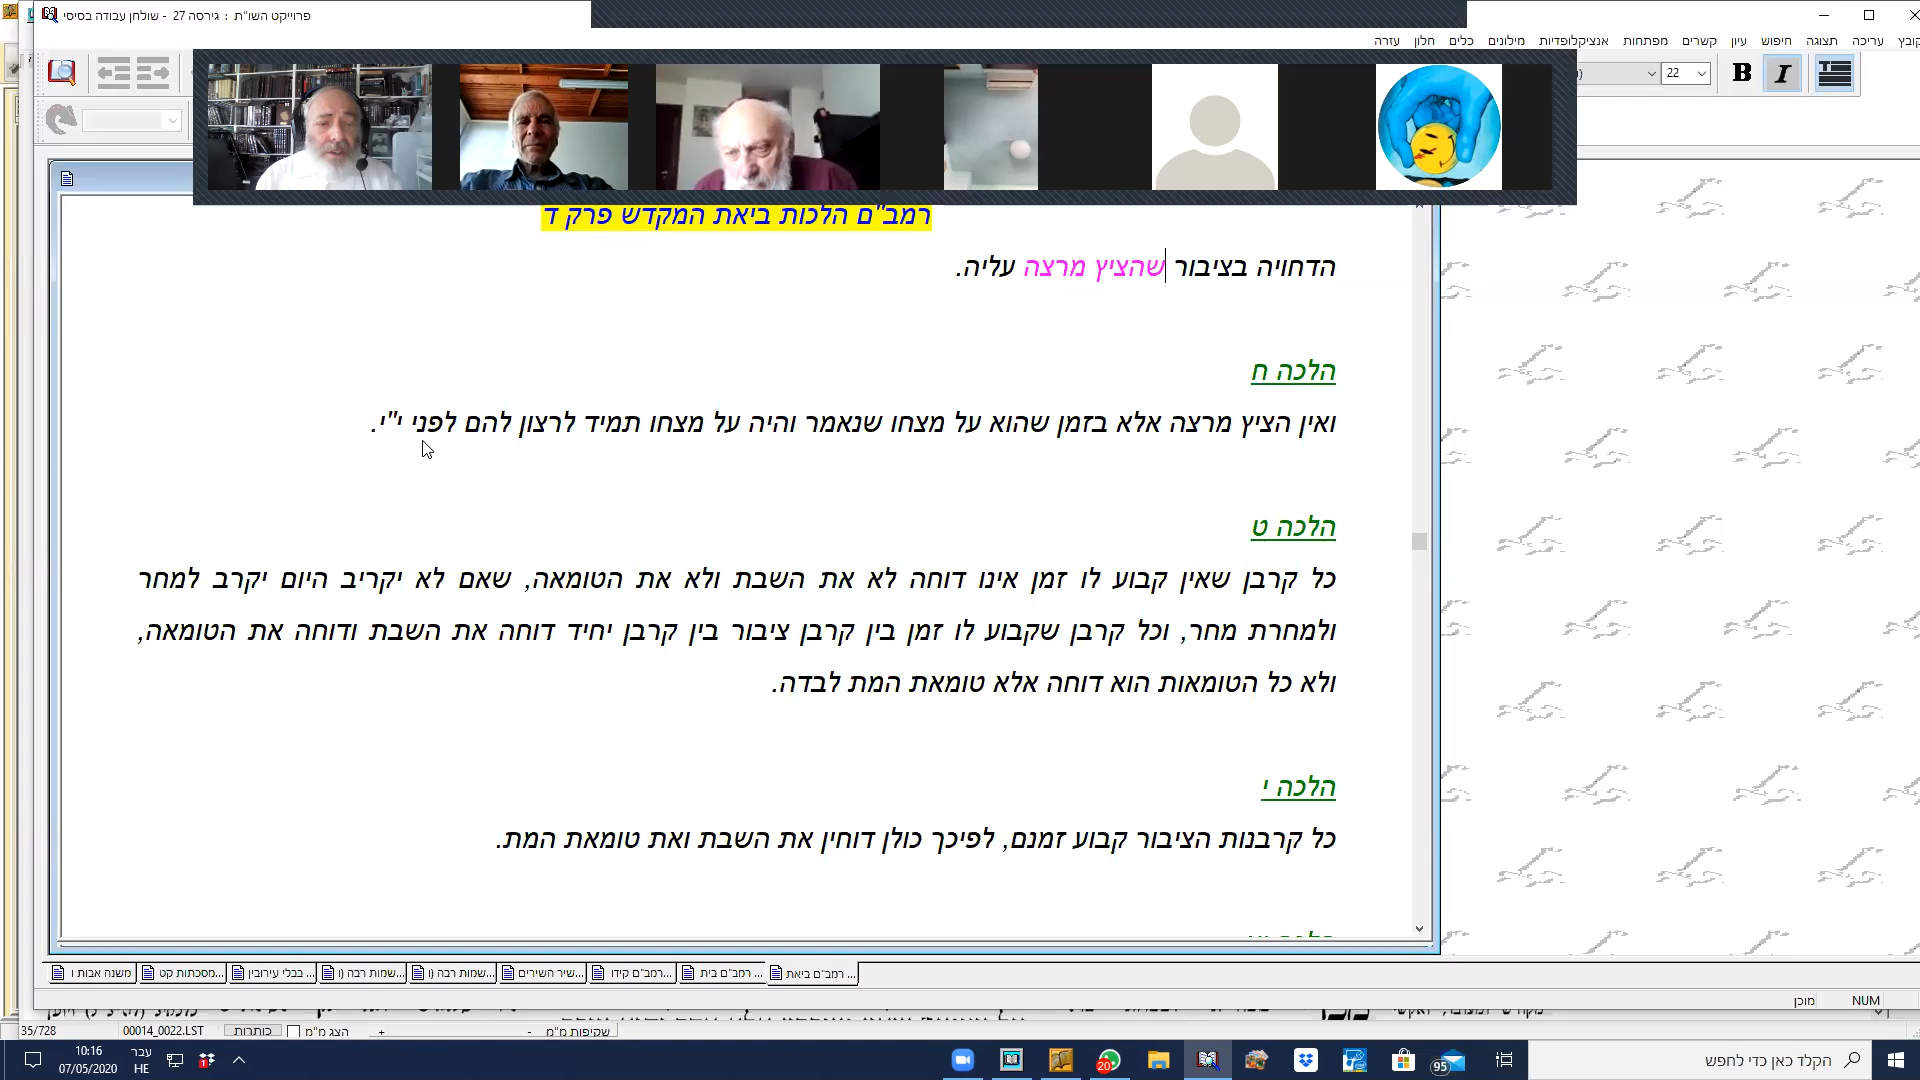 פרוייקט השו"ת : גירסה 27 - שולחן עבודה בסיסי
קובץ עריכה תצוגה חיפוש עיון קשרים מפתחות אנציקלופדיות מילונים כלים חלון עזרה
22 B I
רמב"ם הלכות ביאת המקדש פרק ד
הדחויה בציבור שהציץ מרצה עליה.
הלכה ח
ואין הציץ מרצה אלא בזמן שהוא על מצחו שנאמר והיה על מצחו תמיד לרצון להם לפני י"י.
הלכה ט
כל קרבן שאין קבוע לו זמן אינו דוחה לא את השבת ולא את הטומאה, שאם לא יקריב היום יקרב למחר
ולמחרת מחר, וכל קרבן שקבוע לו זמן בין קרבן ציבור בין קרבן יחיד דוחה את השבת ודוחה את הטומאה,
ולא כל הטומאות הוא דוחה אלא טומאת המת לבדה.
הלכה י
כל קרבנות הציבור קבוע זמנם, לפיכך כולן דוחין את השבת ואת טומאת המת.
רמב"ם ביאת ...
רמב"ם בית ...
רמב"ם קידו...
שיר השירים...
שמות רבה (ו...
שמות רבה (ו...
בבלי עירובין ...
מסכתות קט...
משנה אבות ו
NUM מוכן
שקיפות מ"מ - + הצג מ"מ כותרות 00014_0022.LST 35/728
הקלד כאן כדי לחפש
95
20
1
עבר
HE
10:16
07/05/2020